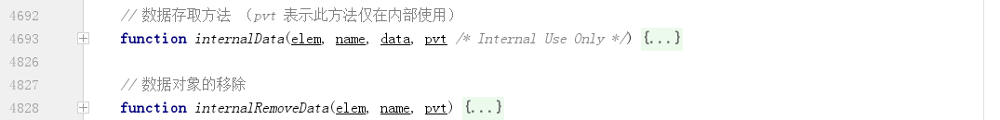 4692 // 数据存取方法 （pvt 表示此方法仅在内部使用）
4693 function internalData(elem, name, data, pvt /* Internal Use Only */) {...}
4826
4827 // 数据对象的移除
4828 function internalRemoveData(elem, name, pvt) {...}